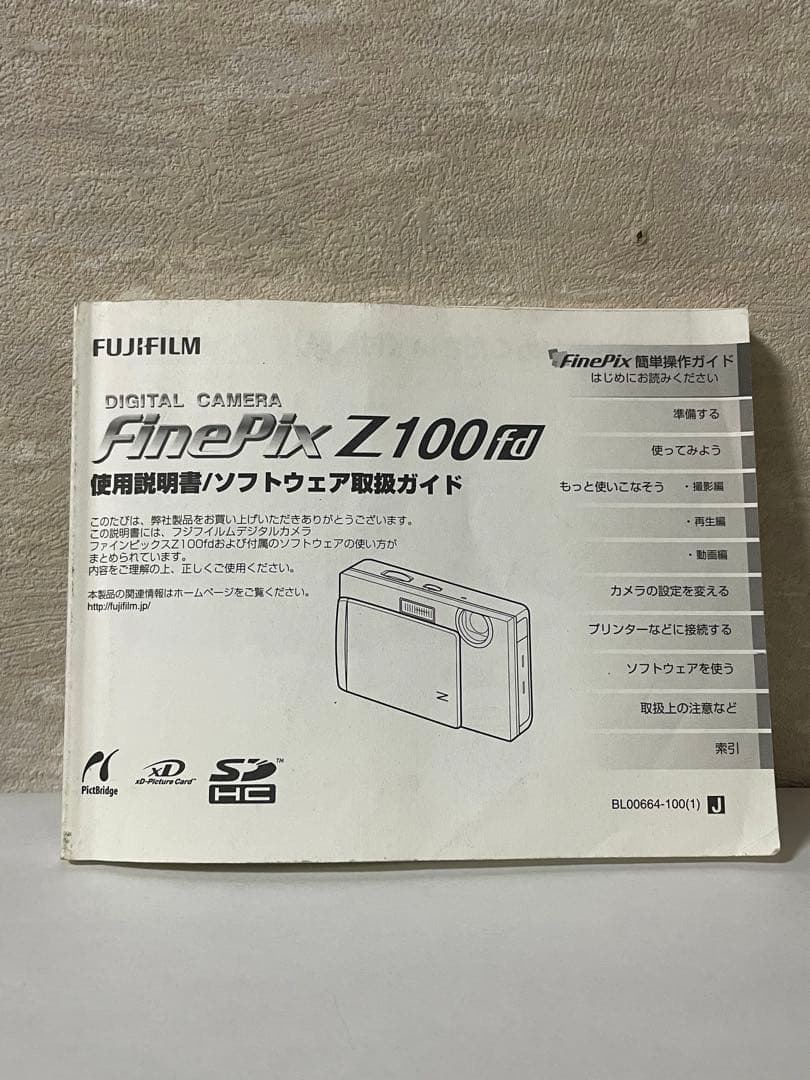 FUJIFILM
DIGITAL CAMERA
FinePix Z100fd
使用説明書/ソフトウェア取扱ガイド
このたびは、弊社製品をお買い上げいただきありがとうございます。
この説明書には、フジフイルムデジタルカメラ
ファインピックスZ100fdおよび付属のソフトウェアの使い方が
まとめられています。
内容をご理解の上、正しくご使用ください。
本製品の関連情報はホームページをご覧ください。
http://fujifilm.jp/
FinePix 簡単操作ガイド
はじめにお読みください
準備する
使ってみよう
もっと使いこなそう ・撮影編
・再生編
・動画編
カメラの設定を変える
プリンターなどに接続する
ソフトウェアを使う
取扱上の注意など
索引
Z
PictBridge
xD
xD-Picture Card™
SD™
HC
BL00664-100(1) J